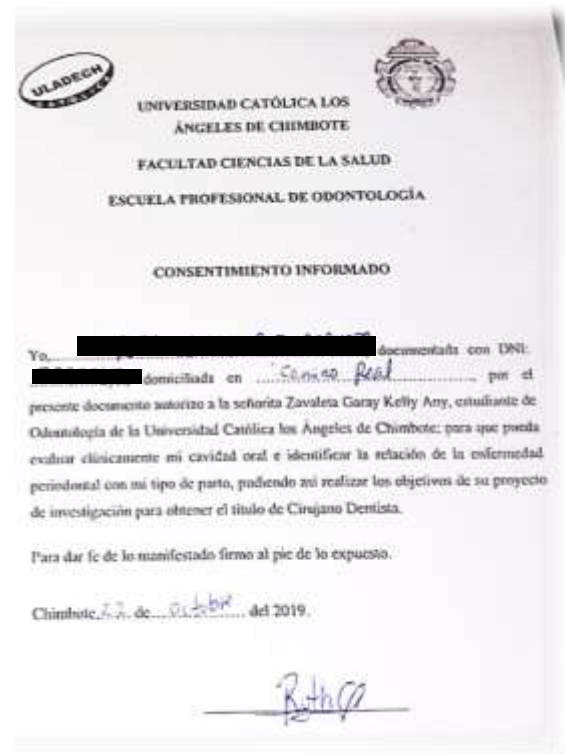 ULADECH
CATÓLICA
UNIVERSIDAD CATÓLICA LOS
ÁNGELES DE CHIMBOTE
FACULTAD CIENCIAS DE LA SALUD
ESCUELA PROFESIONAL DE ODONTOLOGÍA
CONSENTIMIENTO INFORMADO
Yo, documentada con DNI:
domiciliada en Camino Real, por el
presente documento autorizo a la señorita Zavaleta Garay Kelly Any, estudiante de
Odontología de la Universidad Católica los Ángeles de Chimbote; para que pueda
evaluar clínicamente mi cavidad oral e identificar la relación de la enfermedad
periodontal con mi tipo de parto, pudiendo así realizar los objetivos de su proyecto
de investigación para obtener el título de Cirujano Dentista.
Para dar fe de lo manifestado firmo al pie de lo expuesto.
Chimbote, 22 de octubre del 2019.
Ruth